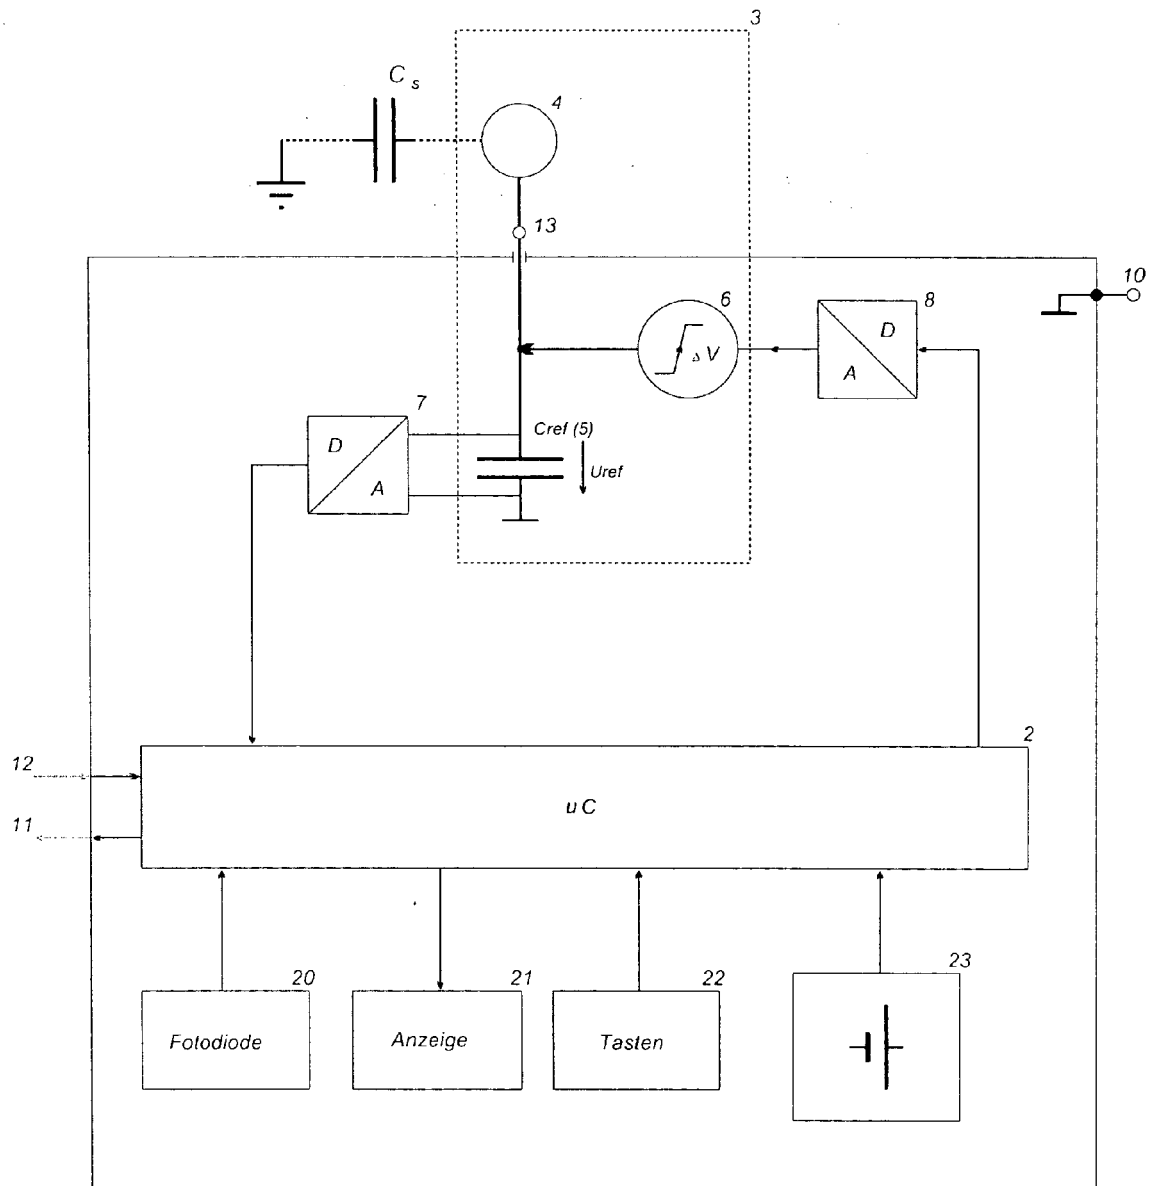 3
C s
4
13
10
6
8
Δ V
D
A
7
Cref (5)
D
Uref
A
2
12
u C
11
20
21
22
23
Fotodiode
Anzeige
Tasten